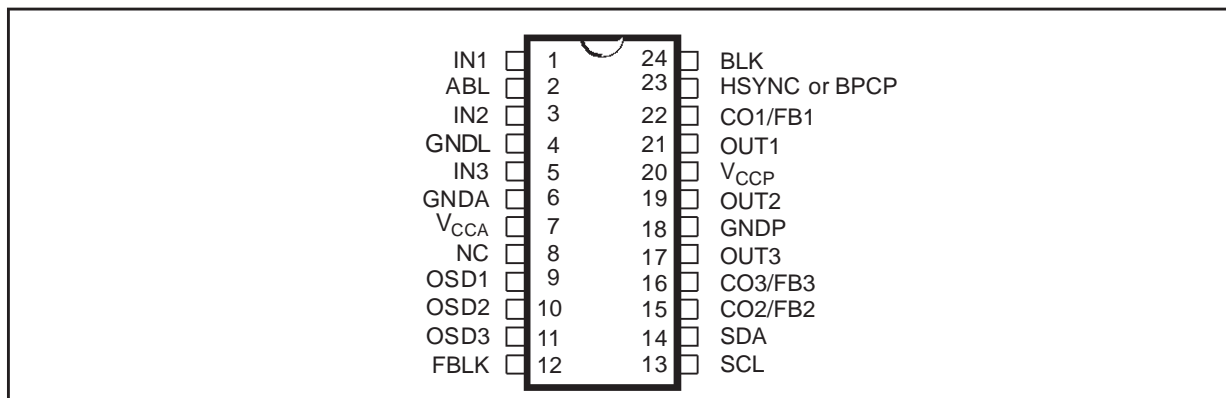 IN1 1 24 BLK
ABL 2 23 HSYNC or BPCP
IN2 3 22 CO1/FB1
GNDL 4 21 OUT1
IN3 5 20 VCCP
GNDA 6 19 OUT2
VCCA 7 18 GNDP
NC 8 17 OUT3
OSD1 9 16 CO3/FB3
OSD2 10 15 CO2/FB2
OSD3 11 14 SDA
FBLK 12 13 SCL